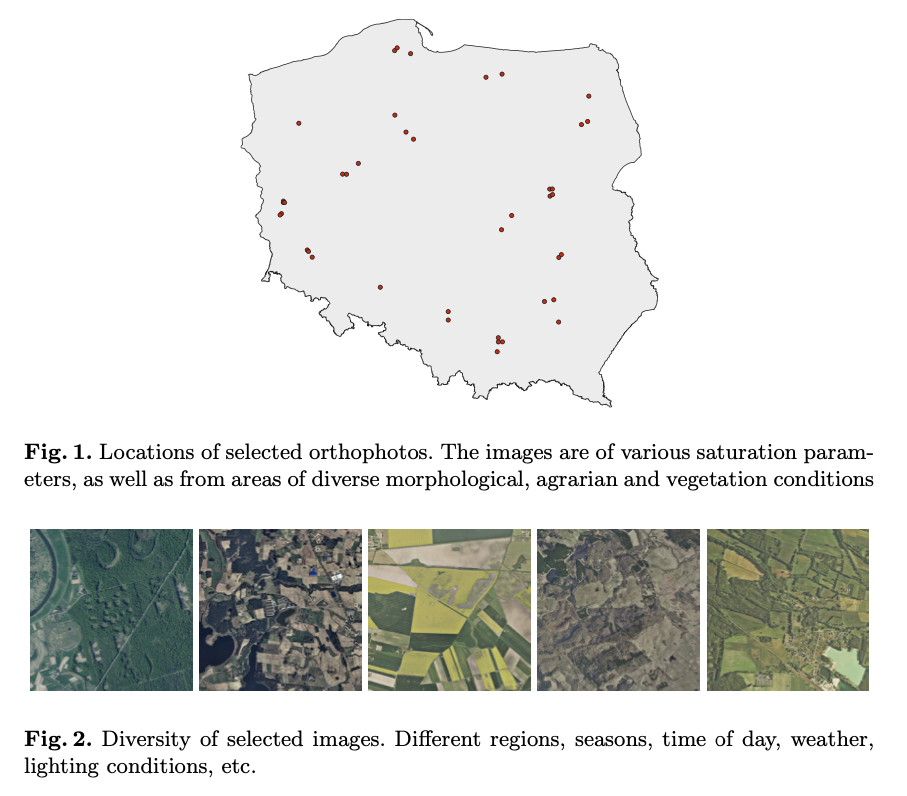 Fig. 1. Locations of selected orthophotos. The images are of various saturation param-
eters, as well as from areas of diverse morphological, agrarian and vegetation conditions
Fig. 2. Diversity of selected images. Different regions, seasons, time of day, weather,
lighting conditions, etc.